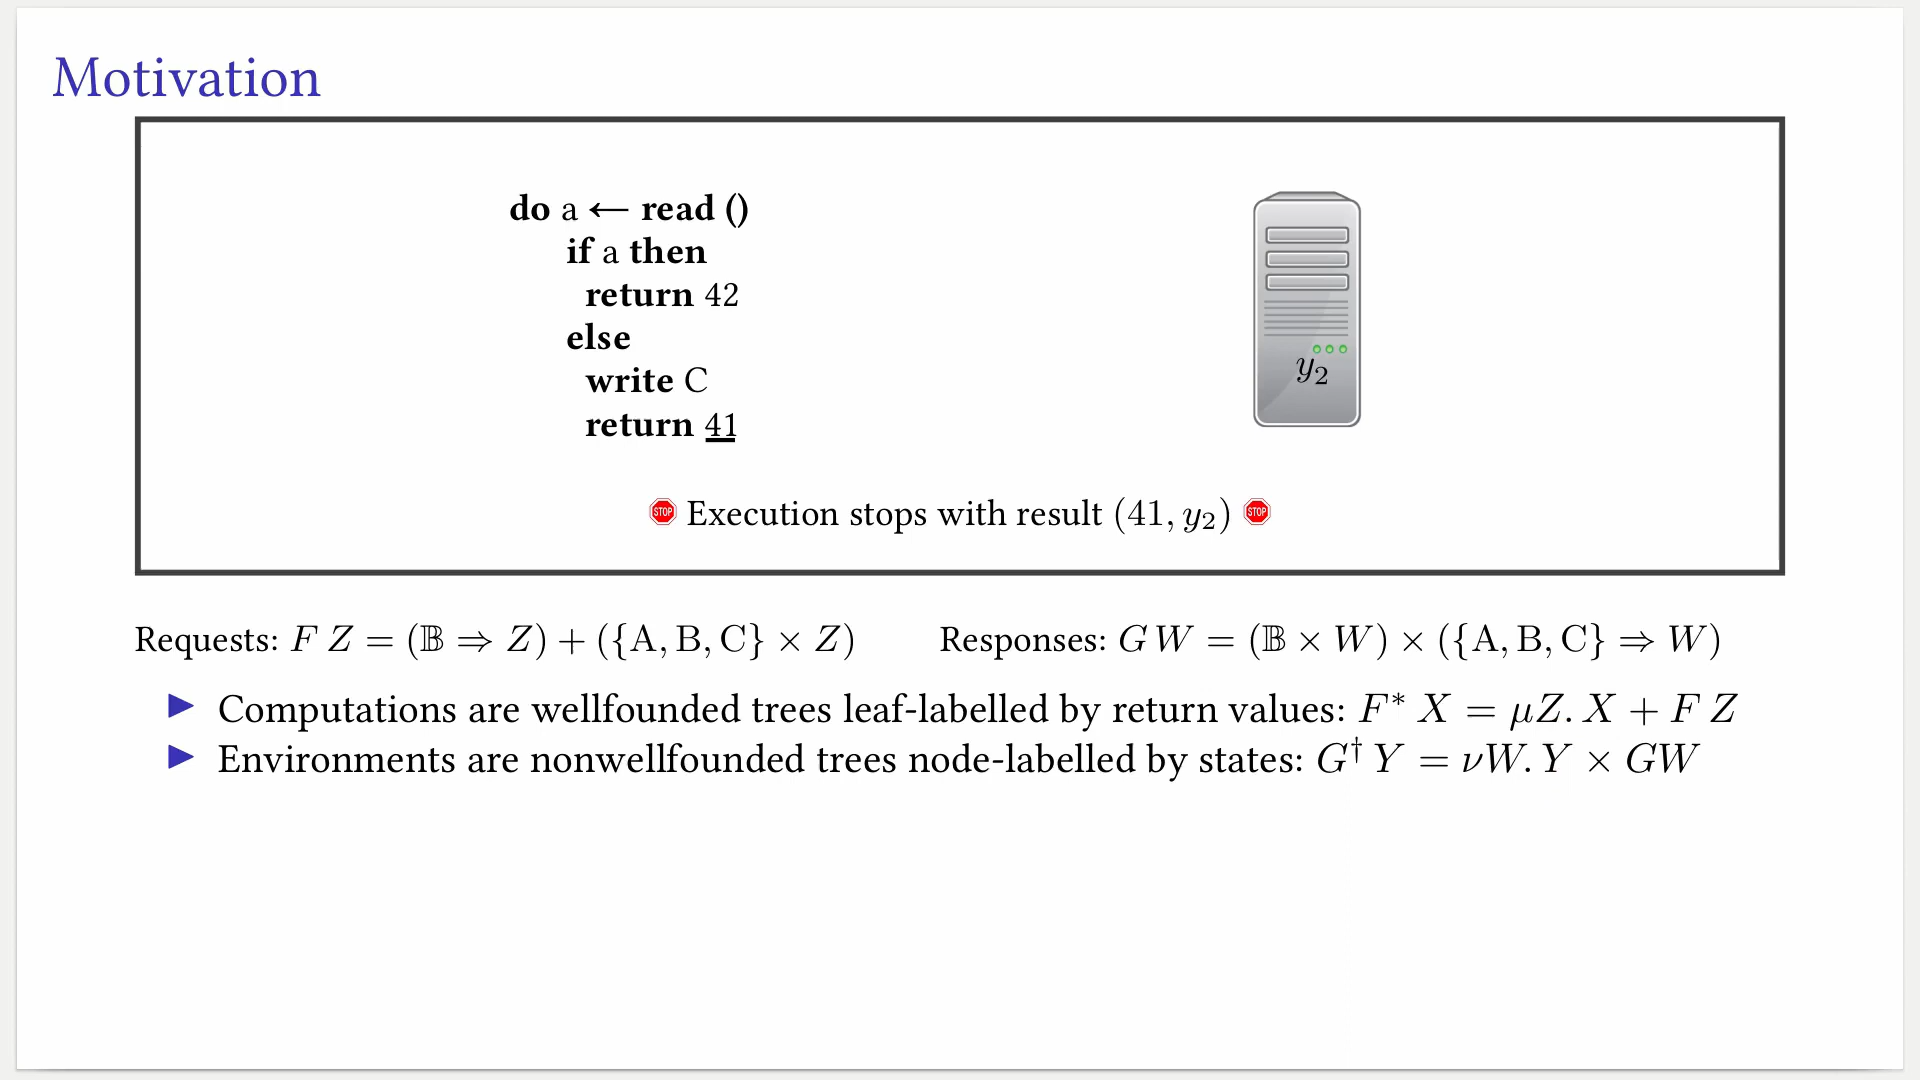 Motivation
do a ⟵ read ()
if a then
return 42
else
write C
return 41
y₂
STOP Execution stops with result (41, y₂) STOP
Requests: F Z = (𝔹 ⇒ Z) + ({A, B, C} × Z) Responses: G W = (𝔹 × W) × ({A, B, C} ⇒ W)
▶ Computations are wellfounded trees leaf-labelled by return values: F* X = μZ. X + F Z
▶ Environments are nonwellfounded trees node-labelled by states: G† Y = νW. Y × GW